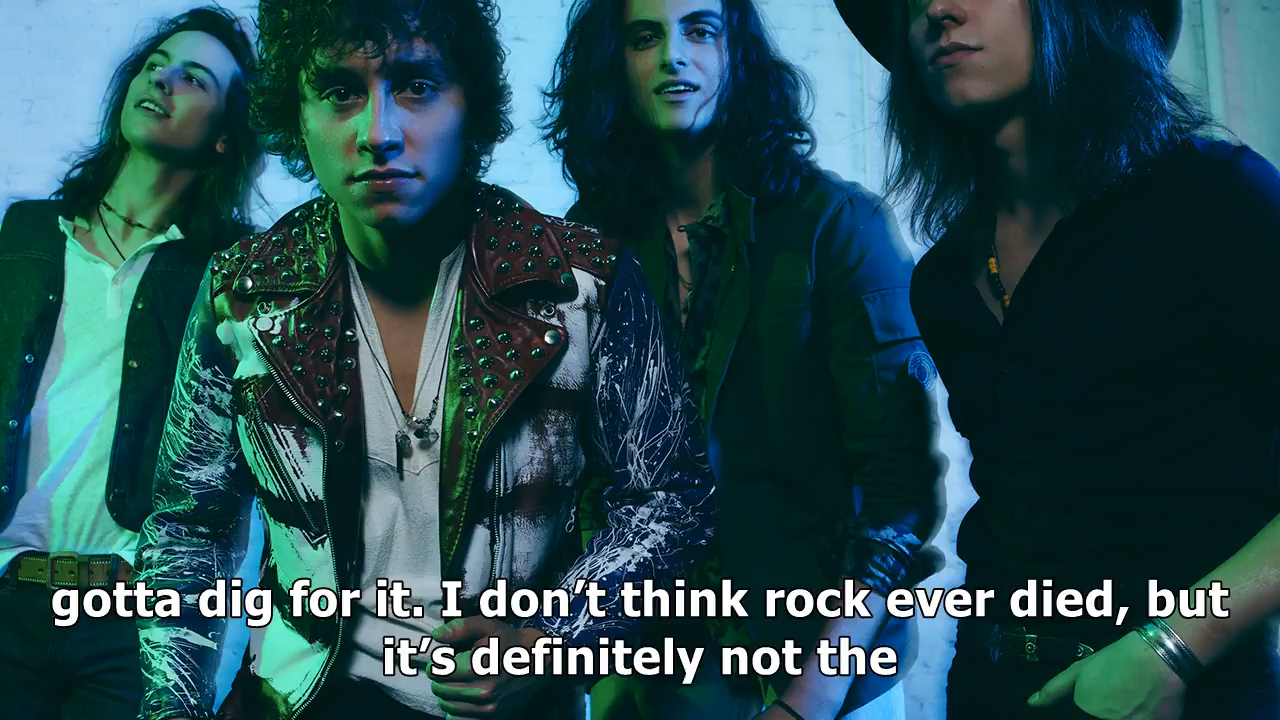 gotta dig for it. I don’t think rock ever died, but
it’s definitely not the